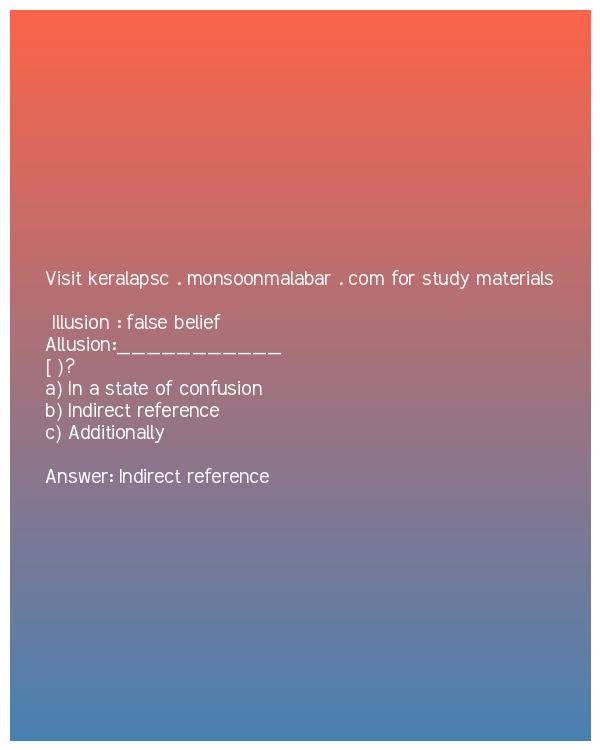 Visit keralapsc . monsoonmalabar . com for study materials
Illusion : false belief
Allusion:___________
[ )?
a) In a state of confusion
b) Indirect reference
c) Additionally
Answer: Indirect reference